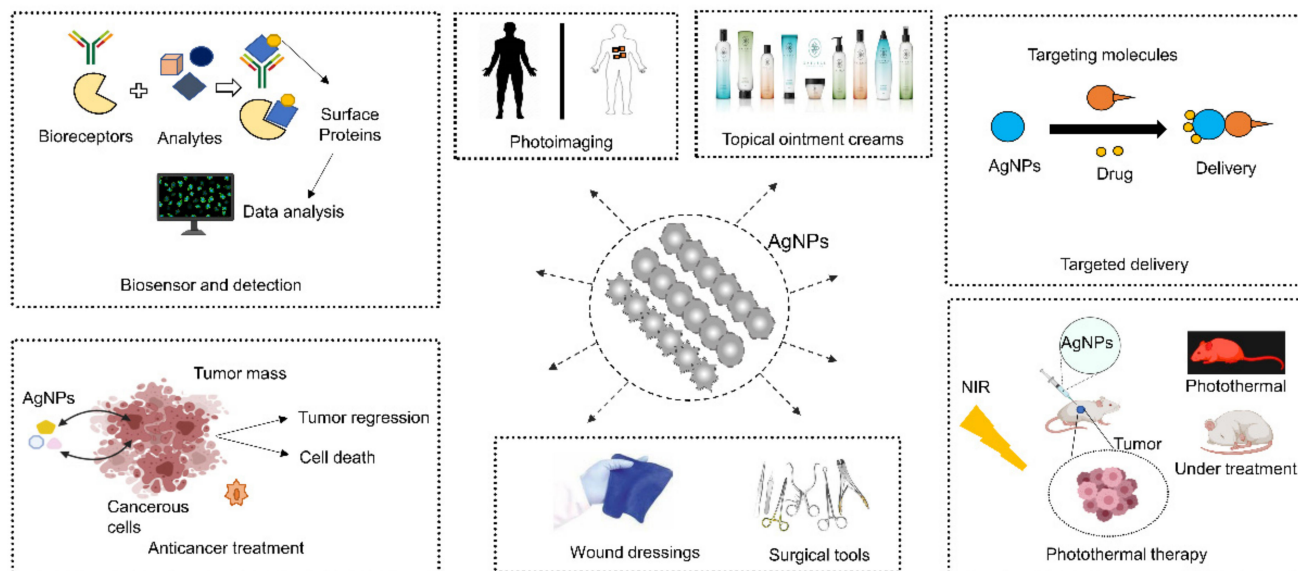 Bioreceptors
Analytes
Surface
Proteins
Data analysis
Biosensor and detection
Photoimaging
Topical ointment creams
Targeting molecules
AgNPs
Drug
Delivery
Targeted delivery
AgNPs
Tumor mass
AgNPs
Tumor regression
Cell death
Cancerous
cells
Anticancer treatment
Wound dressings
Surgical tools
AgNPs
NIR
Photothermal
Tumor
Under treatment
Photothermal therapy